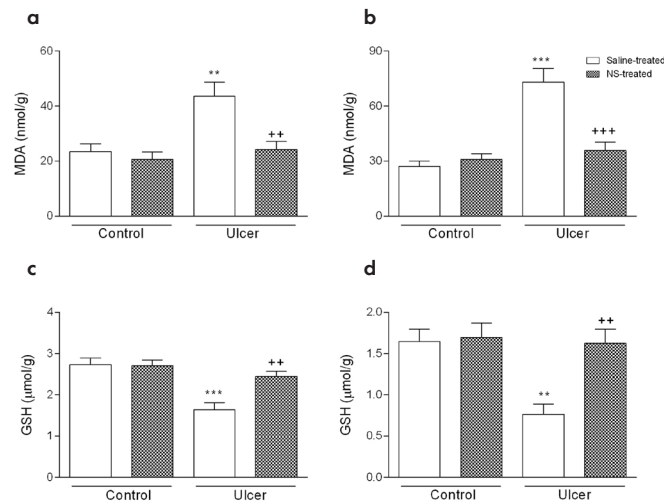 a
60
40
20
0
MDA (nmol/g)
**
++
Control Ulcer
b
90
60
30
0
MDA (nmol/g)
***
+++
Saline-treated
NS-treated
Control Ulcer
c
4
3
2
1
0
GSH (μmol/g)
***
++
Control Ulcer
d
2.0
1.5
1.0
0.5
0.0
GSH (μmol/g)
**
++
Control Ulcer